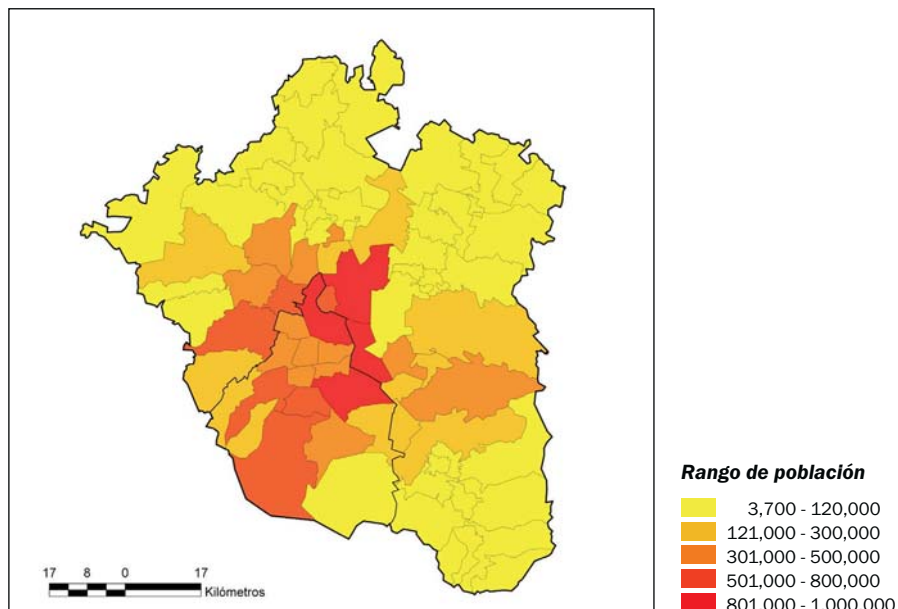 17 8 0 17
Kilómetros
Rango de población
3,700 - 120,000
121,000 - 300,000
301,000 - 500,000
501,000 - 800,000
801,000 - 1,000,000